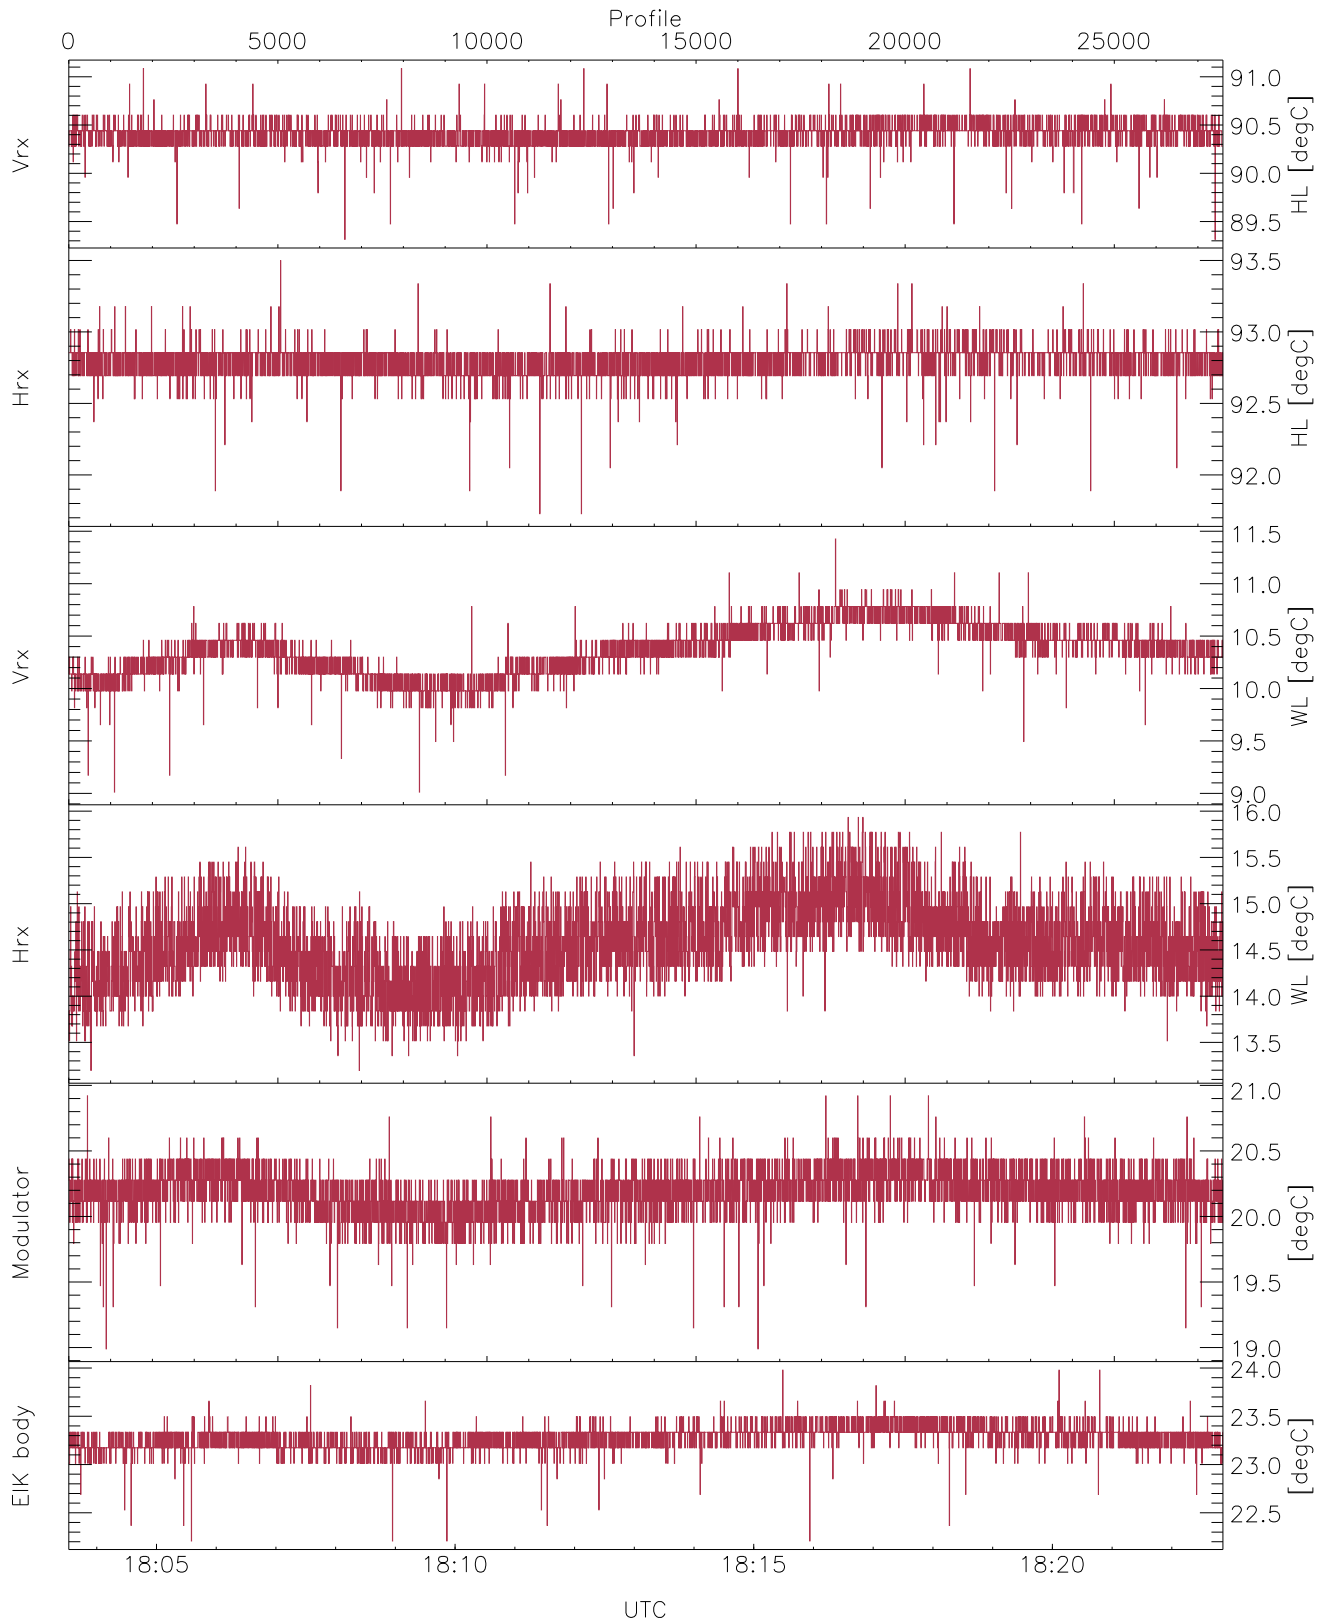 Profile
0 5000 10000 15000 20000 25000
Vrx
91.0
90.5
90.0
89.5
HL [degC]
Hrx
93.5
93.0
92.5
92.0
HL [degC]
Vrx
11.5
11.0
10.5
10.0
9.5
9.0
WL [degC]
Hrx
16.0
15.5
15.0
14.5
14.0
13.5
WL [degC]
Modulator
21.0
20.5
20.0
19.5
19.0
[degC]
EIK body
24.0
23.5
23.0
22.5
[degC]
18:05 18:10 18:15 18:20
UTC